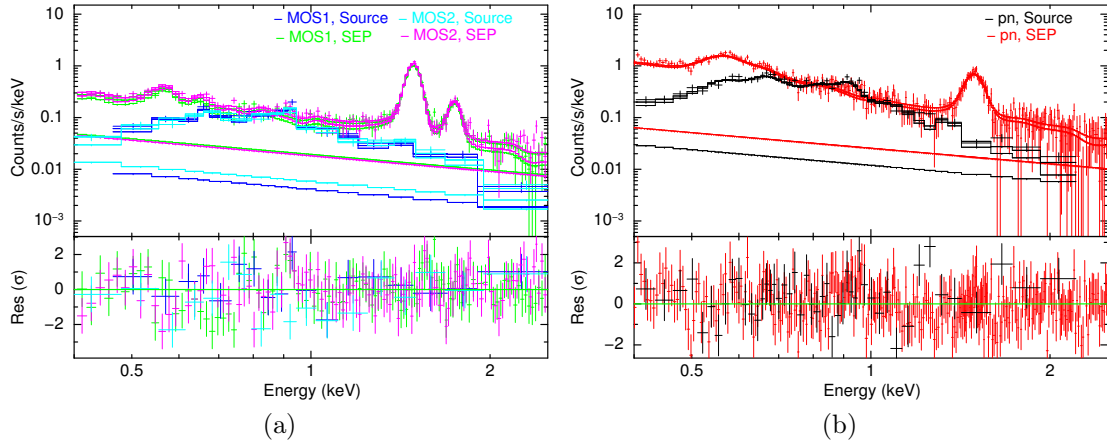 MOS1, Source MOS2, Source
MOS1, SEP MOS2, SEP
Counts/s/keV
10
1
0.1
0.01
10⁻³
Res (σ)
2
0
−2
0.5 1 2
Energy (keV)
(a)
pn, Source
pn, SEP
Counts/s/keV
10
1
0.1
0.01
10⁻³
Res (σ)
2
0
−2
0.5 1 2
Energy (keV)
(b)